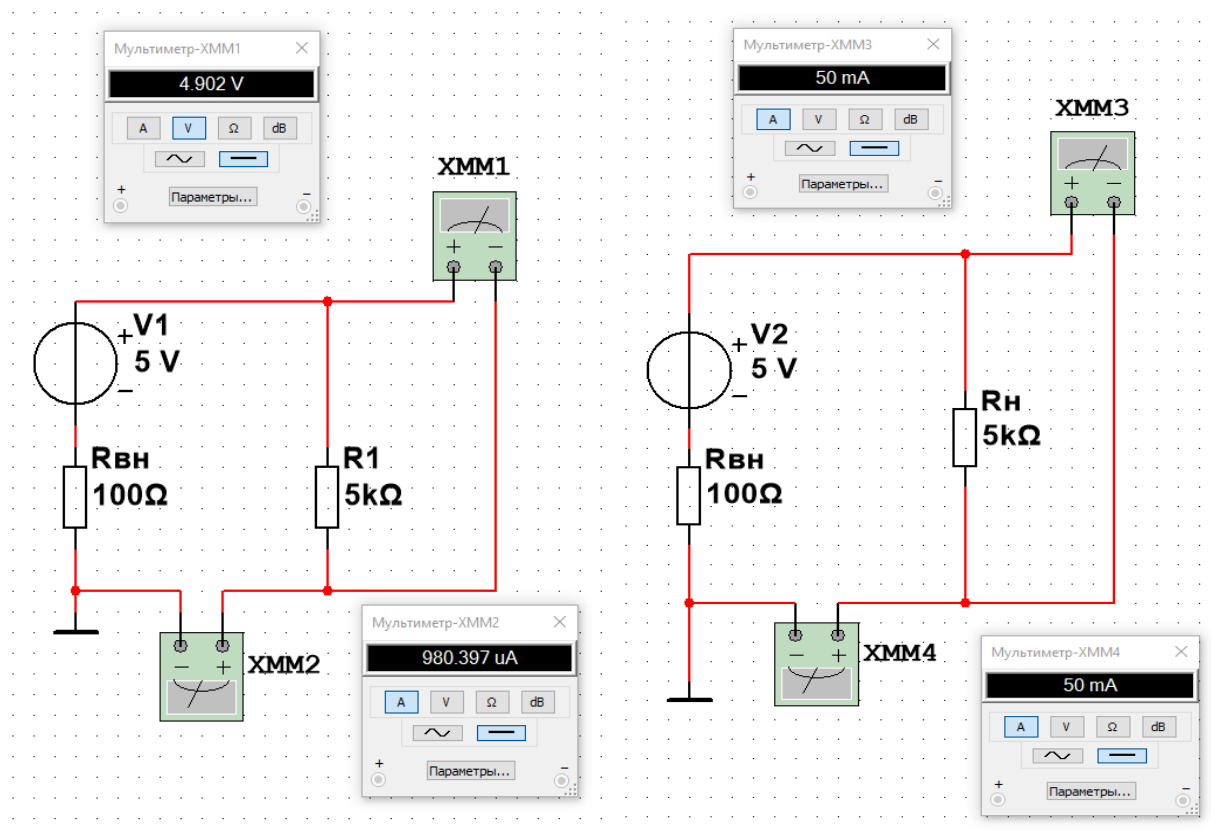 Мультиметр-XMM1
4.902 V
A V Ω dB
+ Параметры... −
XMM1
+ −
V1
+
5 V
−
Rвн
100Ω
R1
5kΩ
XMM2
− +
Мультиметр-XMM2
980.397 uA
A V Ω dB
+ Параметры... −
Мультиметр-XMM3
50 mA
A V Ω dB
+ Параметры... −
XMM3
+ −
V2
+
5 V
−
Rн
5kΩ
Rвн
100Ω
XMM4
− +
Мультиметр-XMM4
50 mA
A V Ω dB
+ Параметры... −